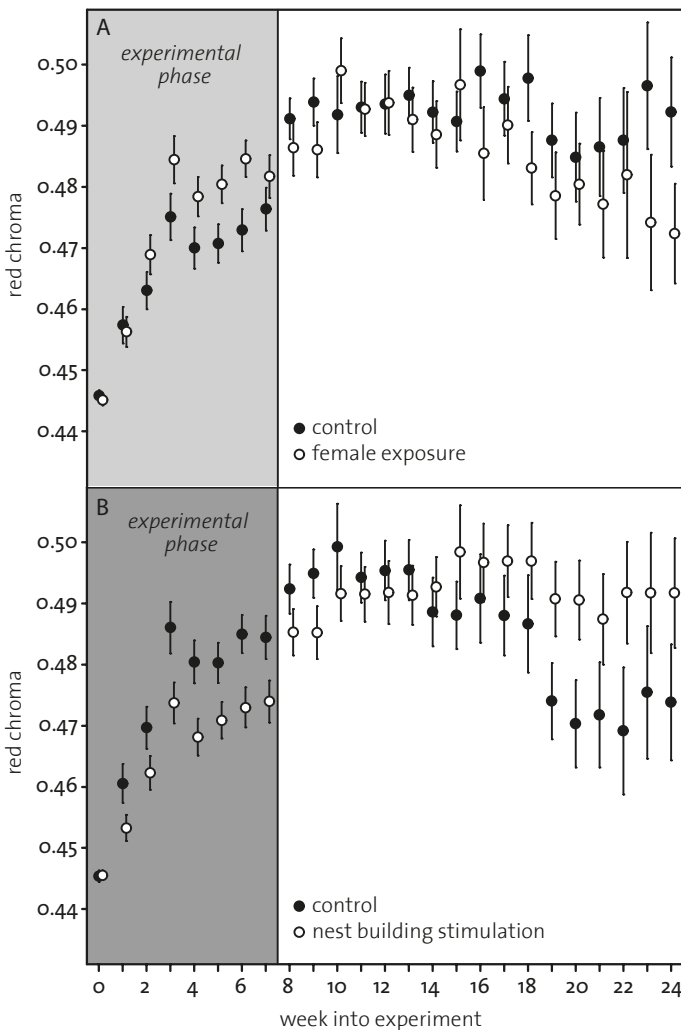 A
experimental
phase
0.50
0.49
0.48
0.47
0.46
0.45
0.44
red chroma
control
female exposure
B
experimental
phase
0.50
0.49
0.48
0.47
0.46
0.45
0.44
red chroma
control
nest building stimulation
0 2 4 6 8 10 12 14 16 18 20 22 24
week into experiment